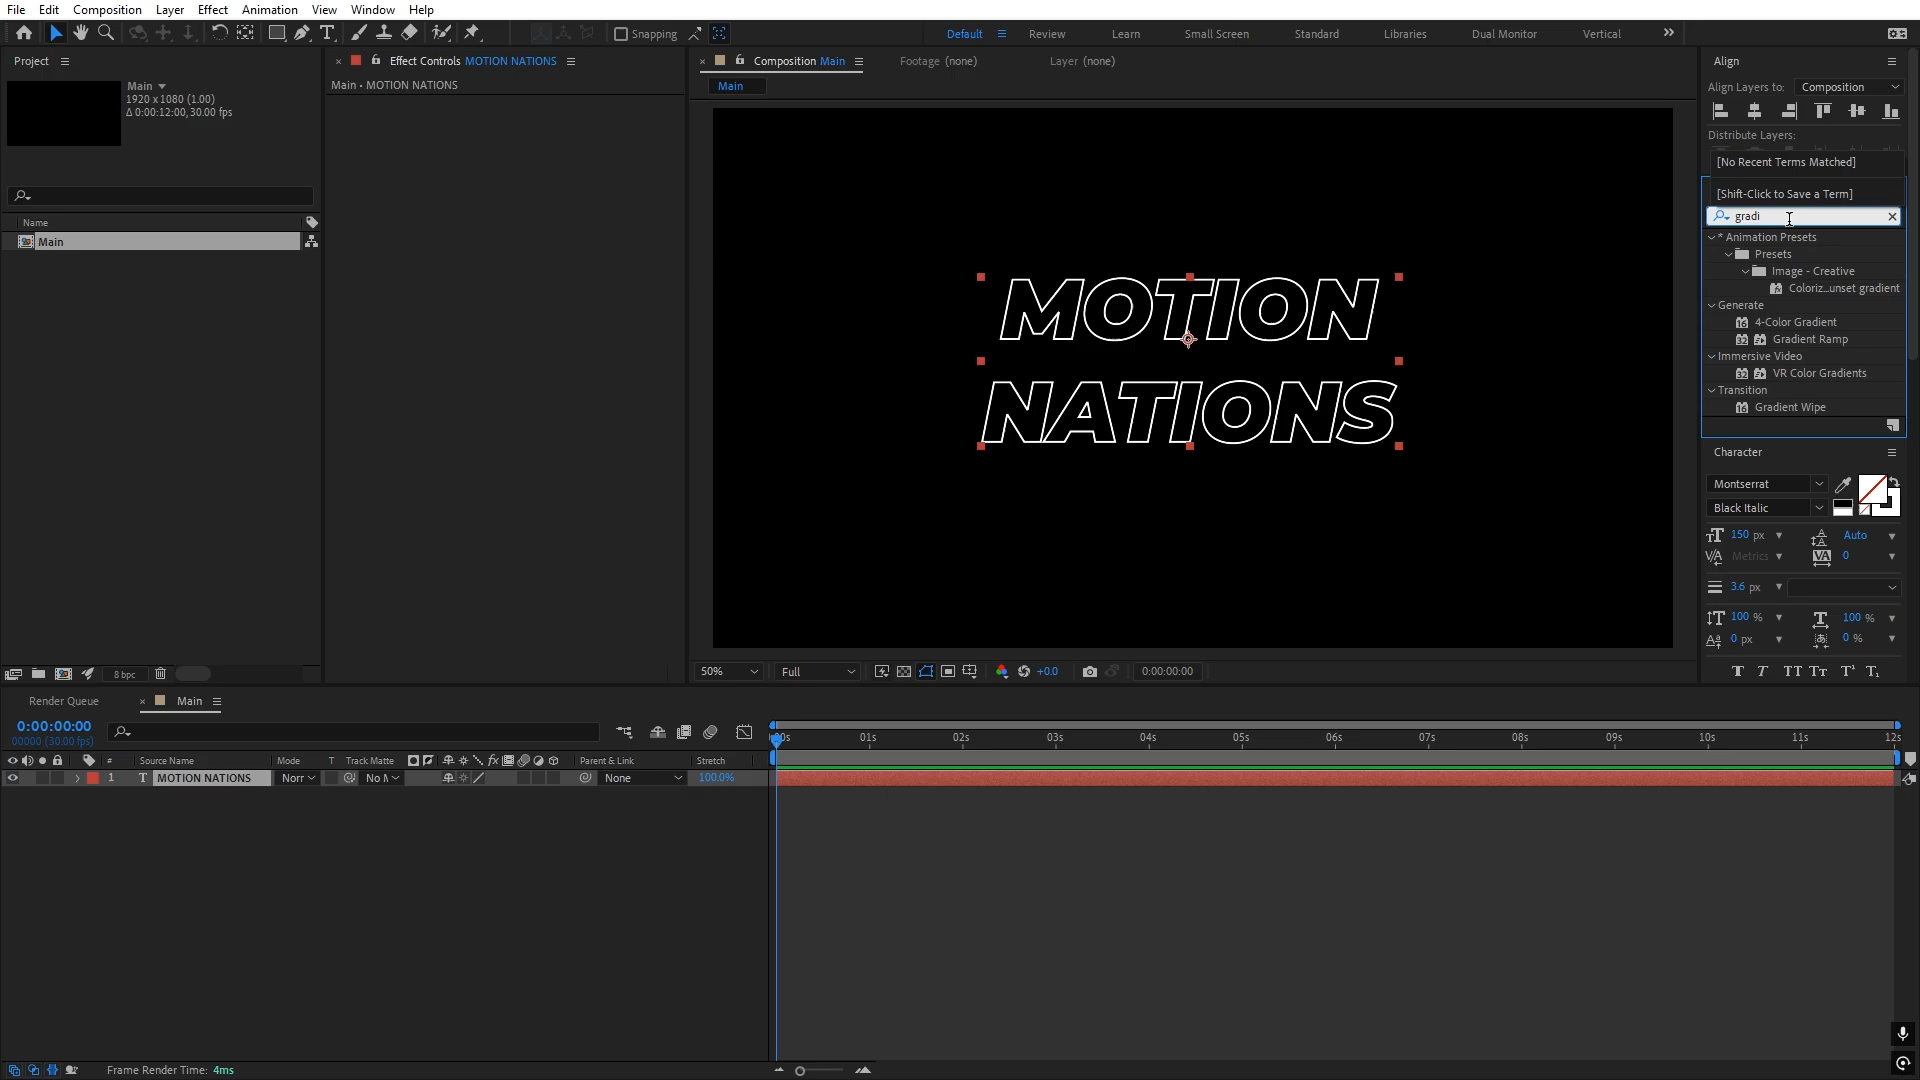 File Edit Composition Layer Effect Animation View Window Help
Snapping
Default Review Learn Small Screen Standard Libraries Dual Monitor Vertical
Project
Effect Controls MOTION NATIONS
Composition Main
Footage (none)
Layer (none)
Align
Main
1920 x 1080 (1.00)
Δ 0:00:12:00, 30.00 fps
Main • MOTION NATIONS
Main
Align Layers to: Composition
Distribute Layers:
[No Recent Terms Matched]
[Shift-Click to Save a Term]
gradi
* Animation Presets
Presets
Image - Creative
Coloriz...unset gradient
Generate
4-Color Gradient
Gradient Ramp
Immersive Video
VR Color Gradients
Transition
Gradient Wipe
Name
Main
MOTION
NATIONS
Character
Montserrat
Black Italic
150 px Auto
Metrics 0
3.6 px
100 % 100 %
0 px 0 %
8 bpc
50% Full +0.0 0:00:00:00
Render Queue Main
0:00:00:00
00000 (30.00 fps)
01s 02s 03s 04s 05s 06s 07s 08s 09s 10s 11s 12s
# Source Name Mode T Track Matte Parent & Link Stretch
1 T MOTION NATIONS Norr No M None 100.0%
Frame Render Time: 4ms